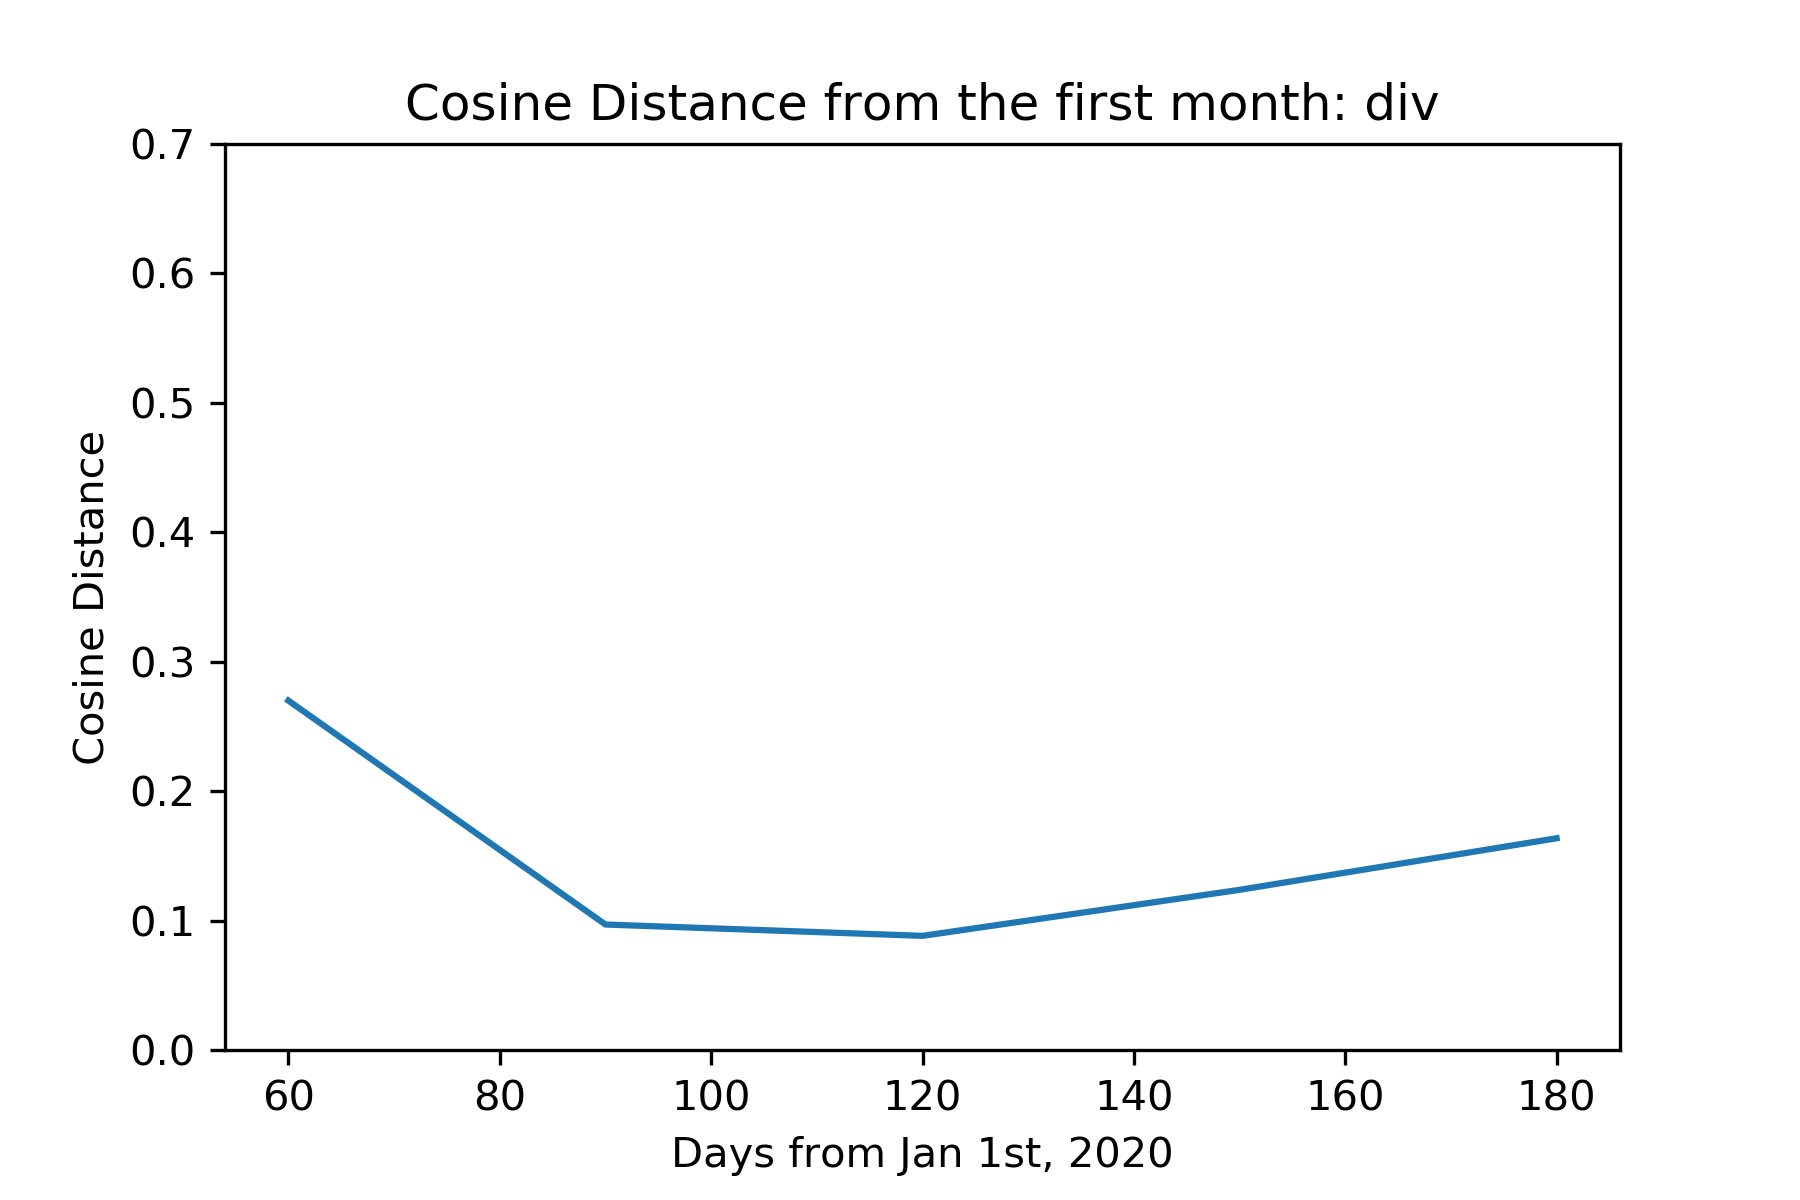 Cosine Distance from the first month: div
0.7
0.6
0.5
0.4
0.3
0.2
0.1
0.0
Cosine Distance
60 80 100 120 140 160 180
Days from Jan 1st, 2020